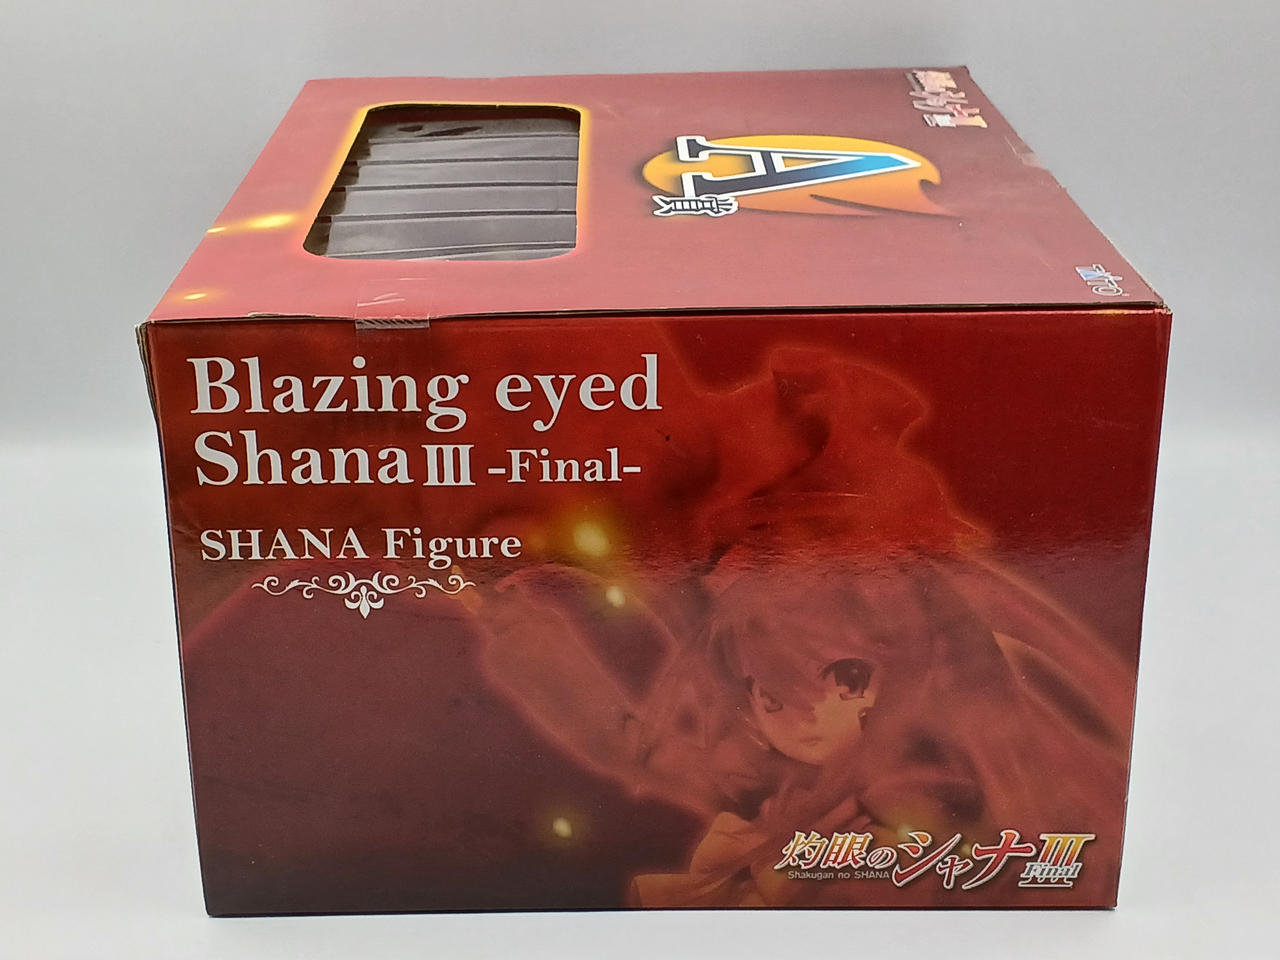 A
賞
taito
Blazing eyed
Shana III -Final-
SHANA Figure
灼眼のシャナIII
Shakugan no SHANA
Final